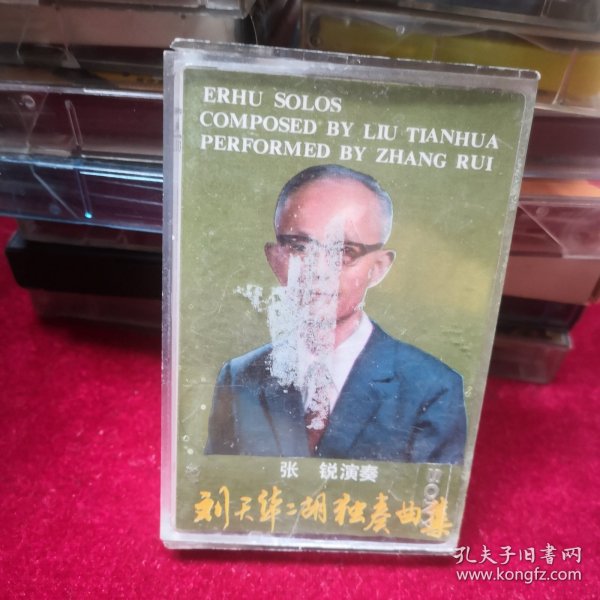 ERHU SOLOS
COMPOSED BY LIU TIANHUA
PERFORMED BY ZHANG RUI
张 锐演奏
刘天华二胡独奏曲集
孔夫子旧书网
www.kongfz.com